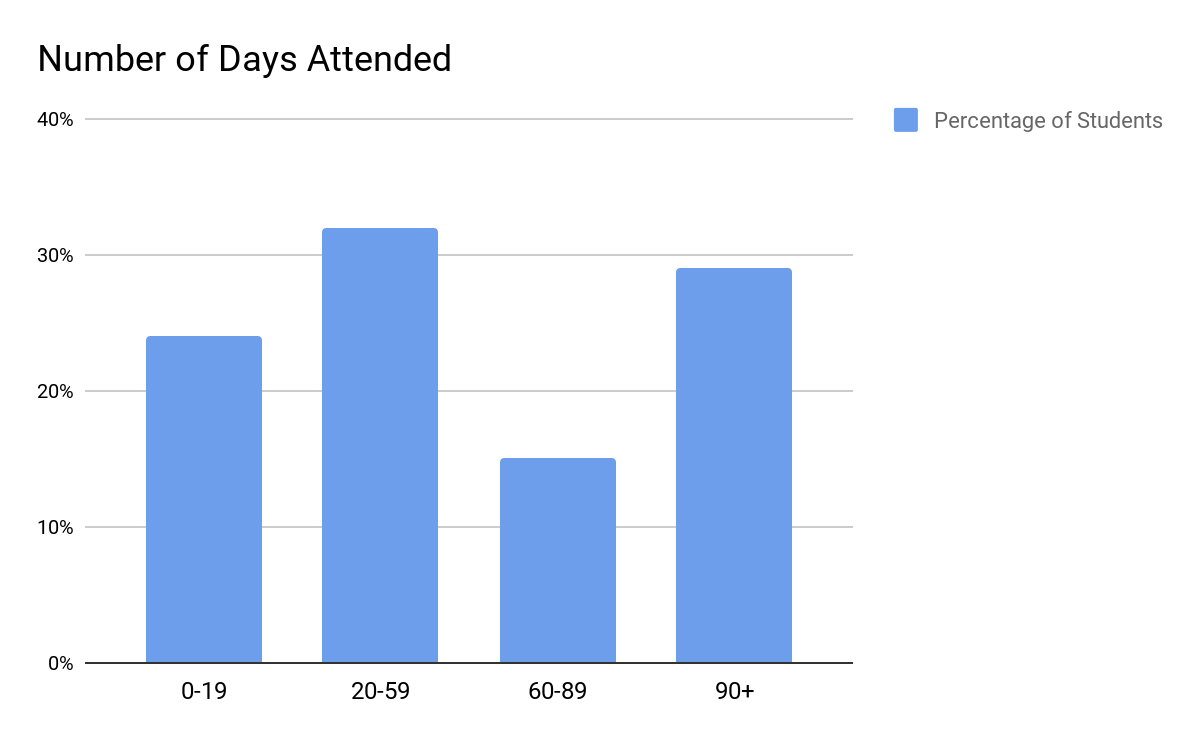 Number of Days Attended
Percentage of Students
40%
30%
20%
10%
0%
0-19 20-59 60-89 90+